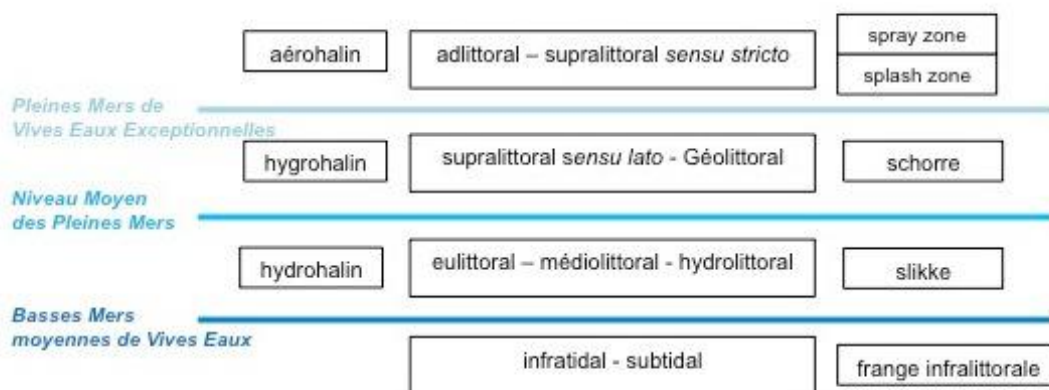 aérohalin
adlittoral – supralittoral sensu stricto
spray zone
splash zone
Pleines Mers de
Vives Eaux Exceptionnelles
hygrohalin
supralittoral sensu lato - Géolittoral
schorre
Niveau Moyen
des Pleines Mers
hydrohalin
eulittoral – médiolittoral - hydrolittoral
slikke
Basses Mers
moyennes de Vives Eaux
infratidal - subtidal
frange infralittorale